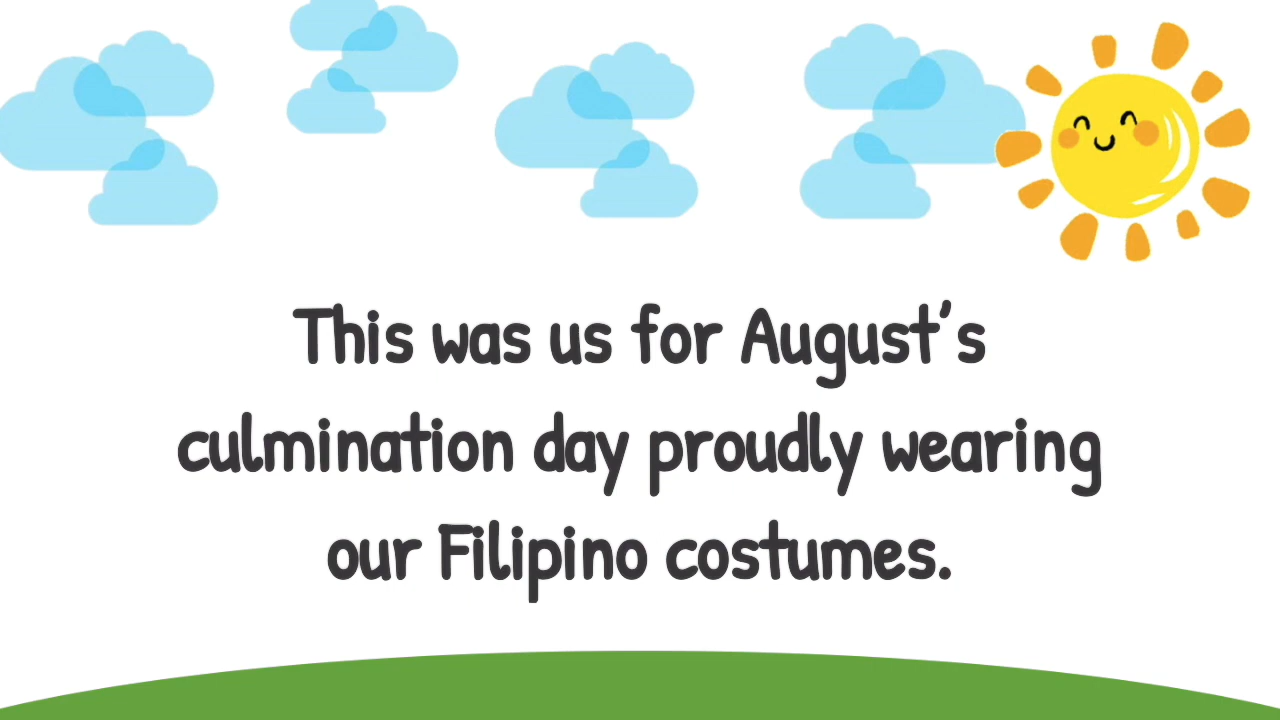 This was us for August's
culmination day proudly wearing
our Filipino costumes.